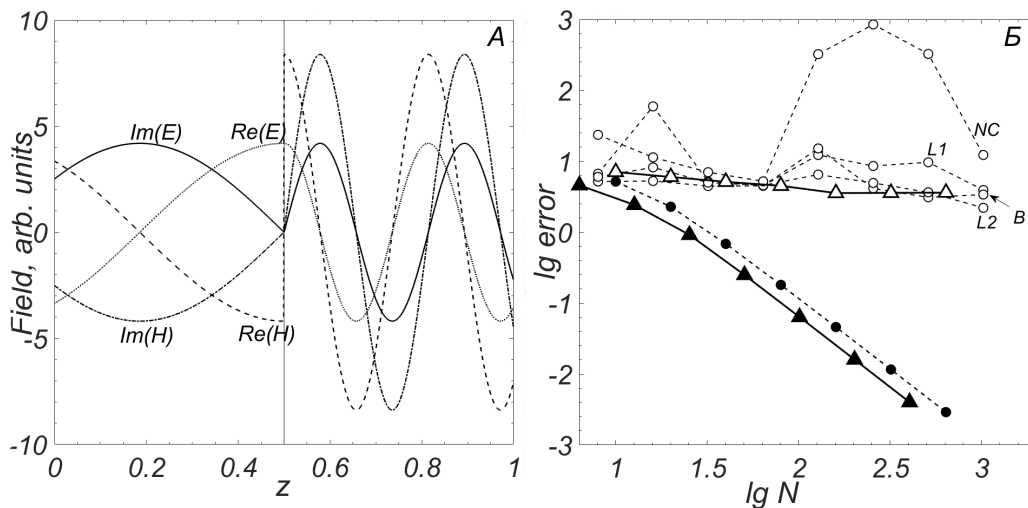 10
5
0
-5
-10
Field, arb. units
А
Im(E)
Re(E)
Im(H)
Re(H)
0
0.2
0.4
0.6
0.8
1
z
3
2
1
0
-1
-2
-3
lg error
Б
NC
L1
B
L2
1
1.5
2
2.5
3
lg N